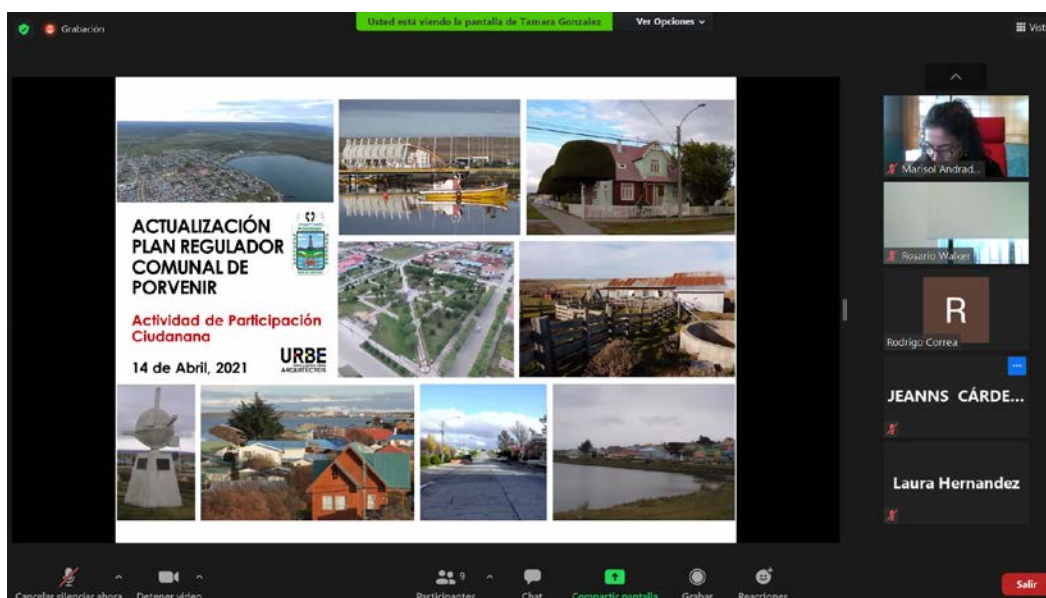 Grabación
Usted está viendo la pantalla de Tamara Gonzalez
Ver Opciones
Vist
ACTUALIZACIÓN
PLAN REGULADOR
COMUNAL DE
PORVENIR
Actividad de Participación
Ciudanana
14 de Abril, 2021
URBE
ARQUITECTOS
Marisol Andrad...
Rosario Walker
R
Rodrigo Correa
JEANNS CÁRDE...
Laura Hernandez
Cancelar silenciar ahora
Detener video
9
Participantes
Chat
Compartir pantalla
Grabar
Reacciones
Salir